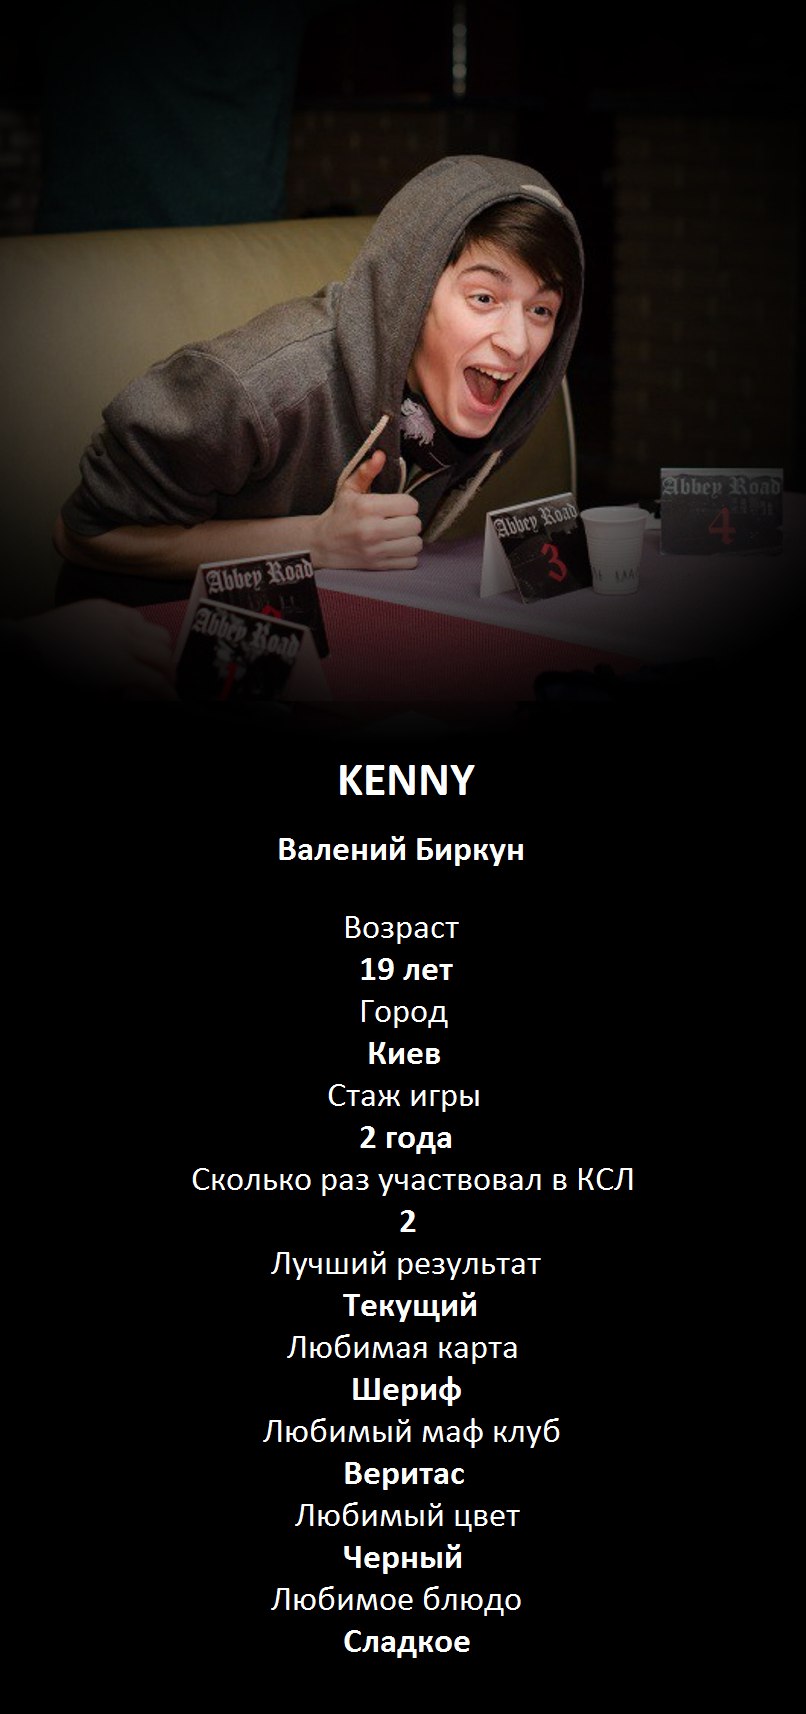 Abbey Road
4
Abbey Road
3
Abbey Road
Abbey Road
1
KENNY
Валений Биркун
Возраст
19 лет
Город
Киев
Стаж игры
2 года
Сколько раз участвовал в КСЛ
2
Лучший результат
Текущий
Любимая карта
Шериф
Любимый маф клуб
Веритас
Любимый цвет
Черный
Любимое блюдо
Сладкое